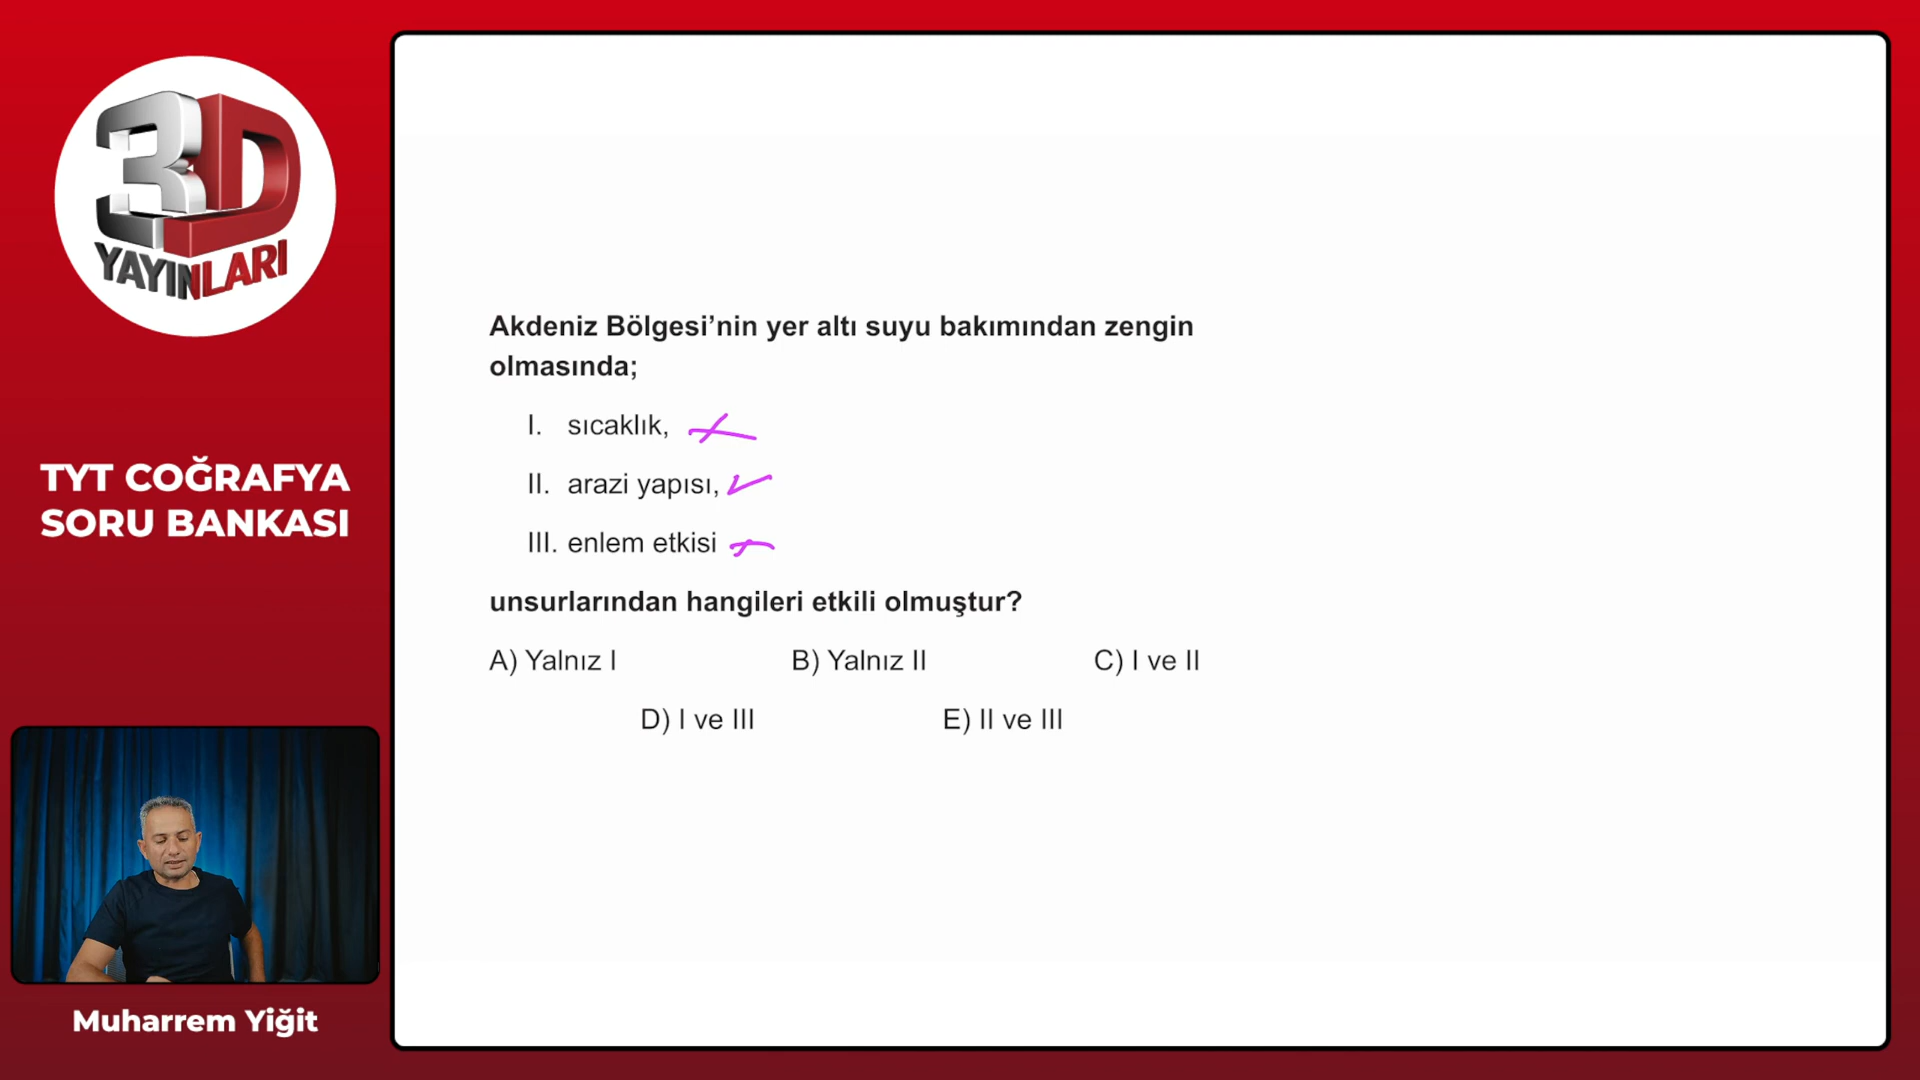 3D
YAYINLARI
TYT COĞRAFYA
SORU BANKASI
Muharrem Yiğit
Akdeniz Bölgesi’nin yer altı suyu bakımından zengin
olmasında;
I. sıcaklık,
II. arazi yapısı,
III. enlem etkisi
unsurlarından hangileri etkili olmuştur?
A) Yalnız I B) Yalnız II C) I ve II
D) I ve III E) II ve III